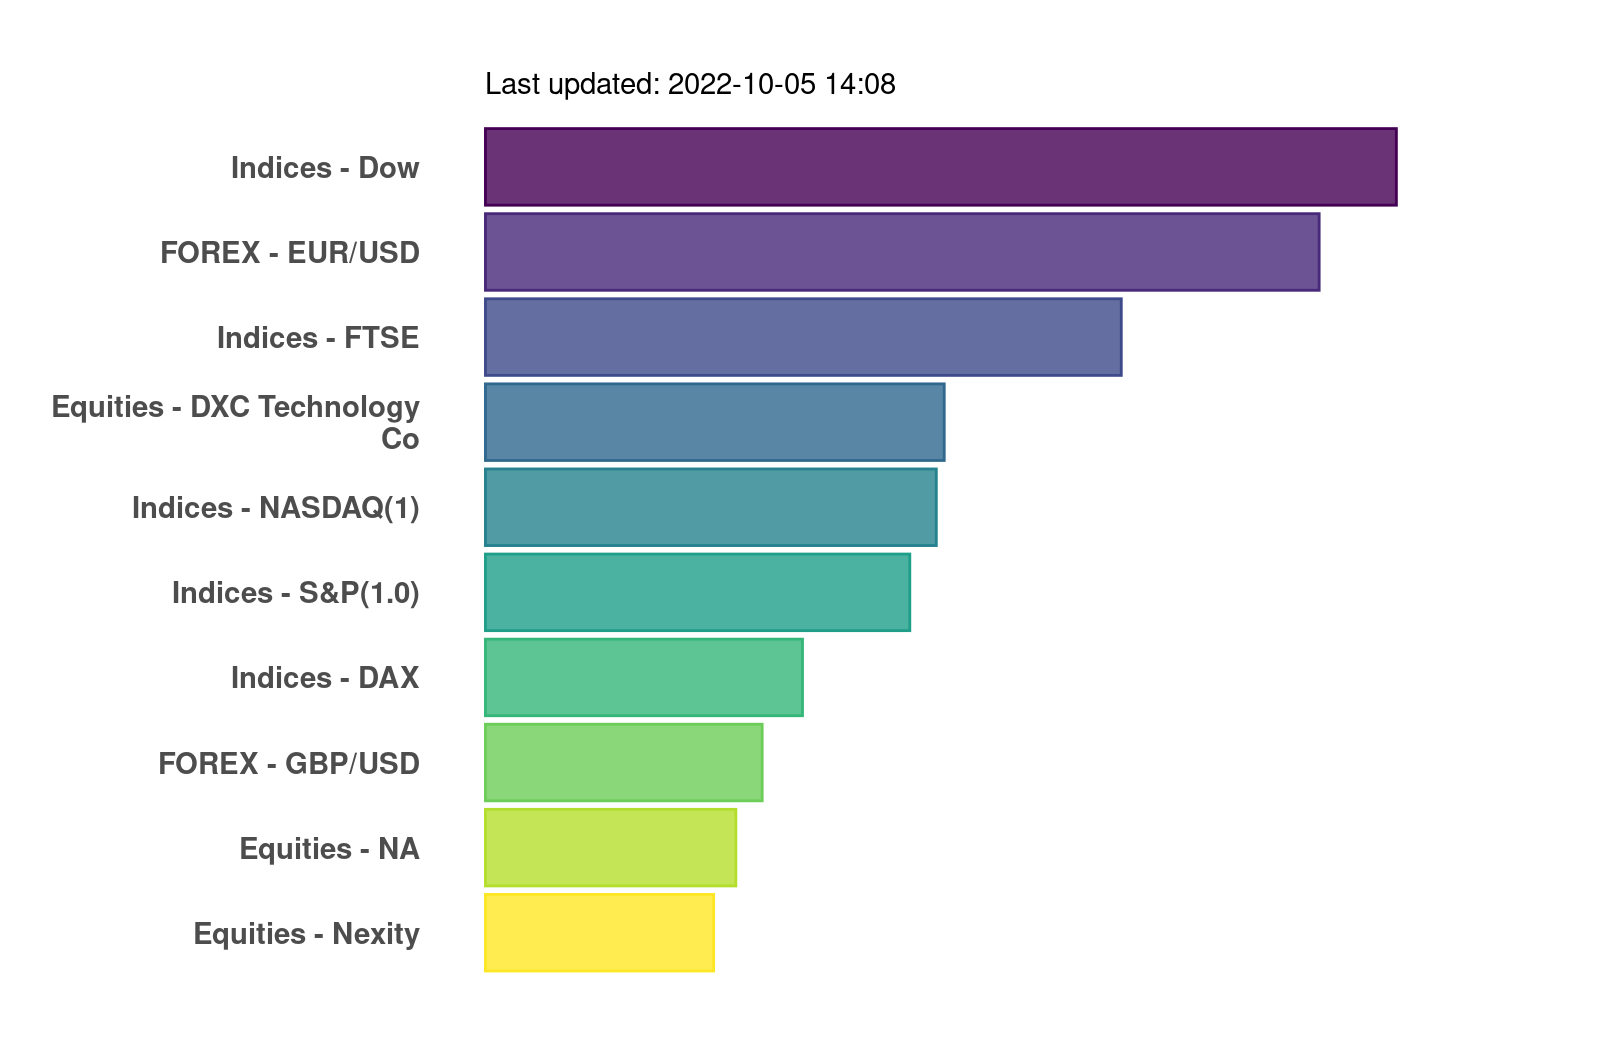 Last updated: 2022-10-05 14:08
Indices - Dow
FOREX - EUR/USD
Indices - FTSE
Equities - DXC Technology
Co
Indices - NASDAQ(1)
Indices - S&P(1.0)
Indices - DAX
FOREX - GBP/USD
Equities - NA
Equities - Nexity